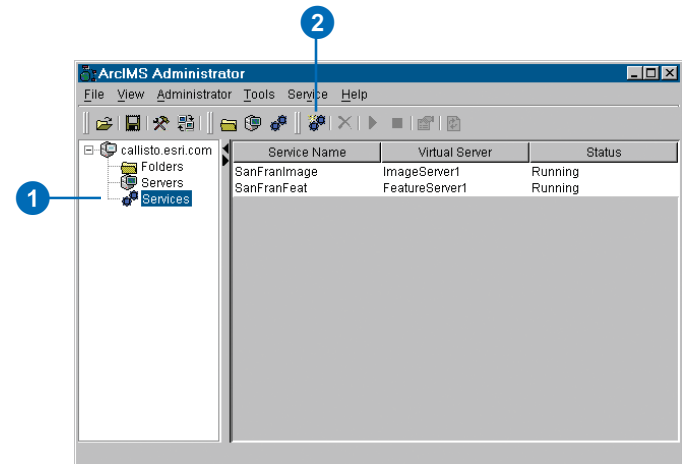 2
ArcIMS Administrator
File View Administrator Tools Service Help
callisto.esri.com
Folders
Servers
Services
1
Service Name Virtual Server Status
SanFranImage ImageServer1 Running
SanFranFeat FeatureServer1 Running